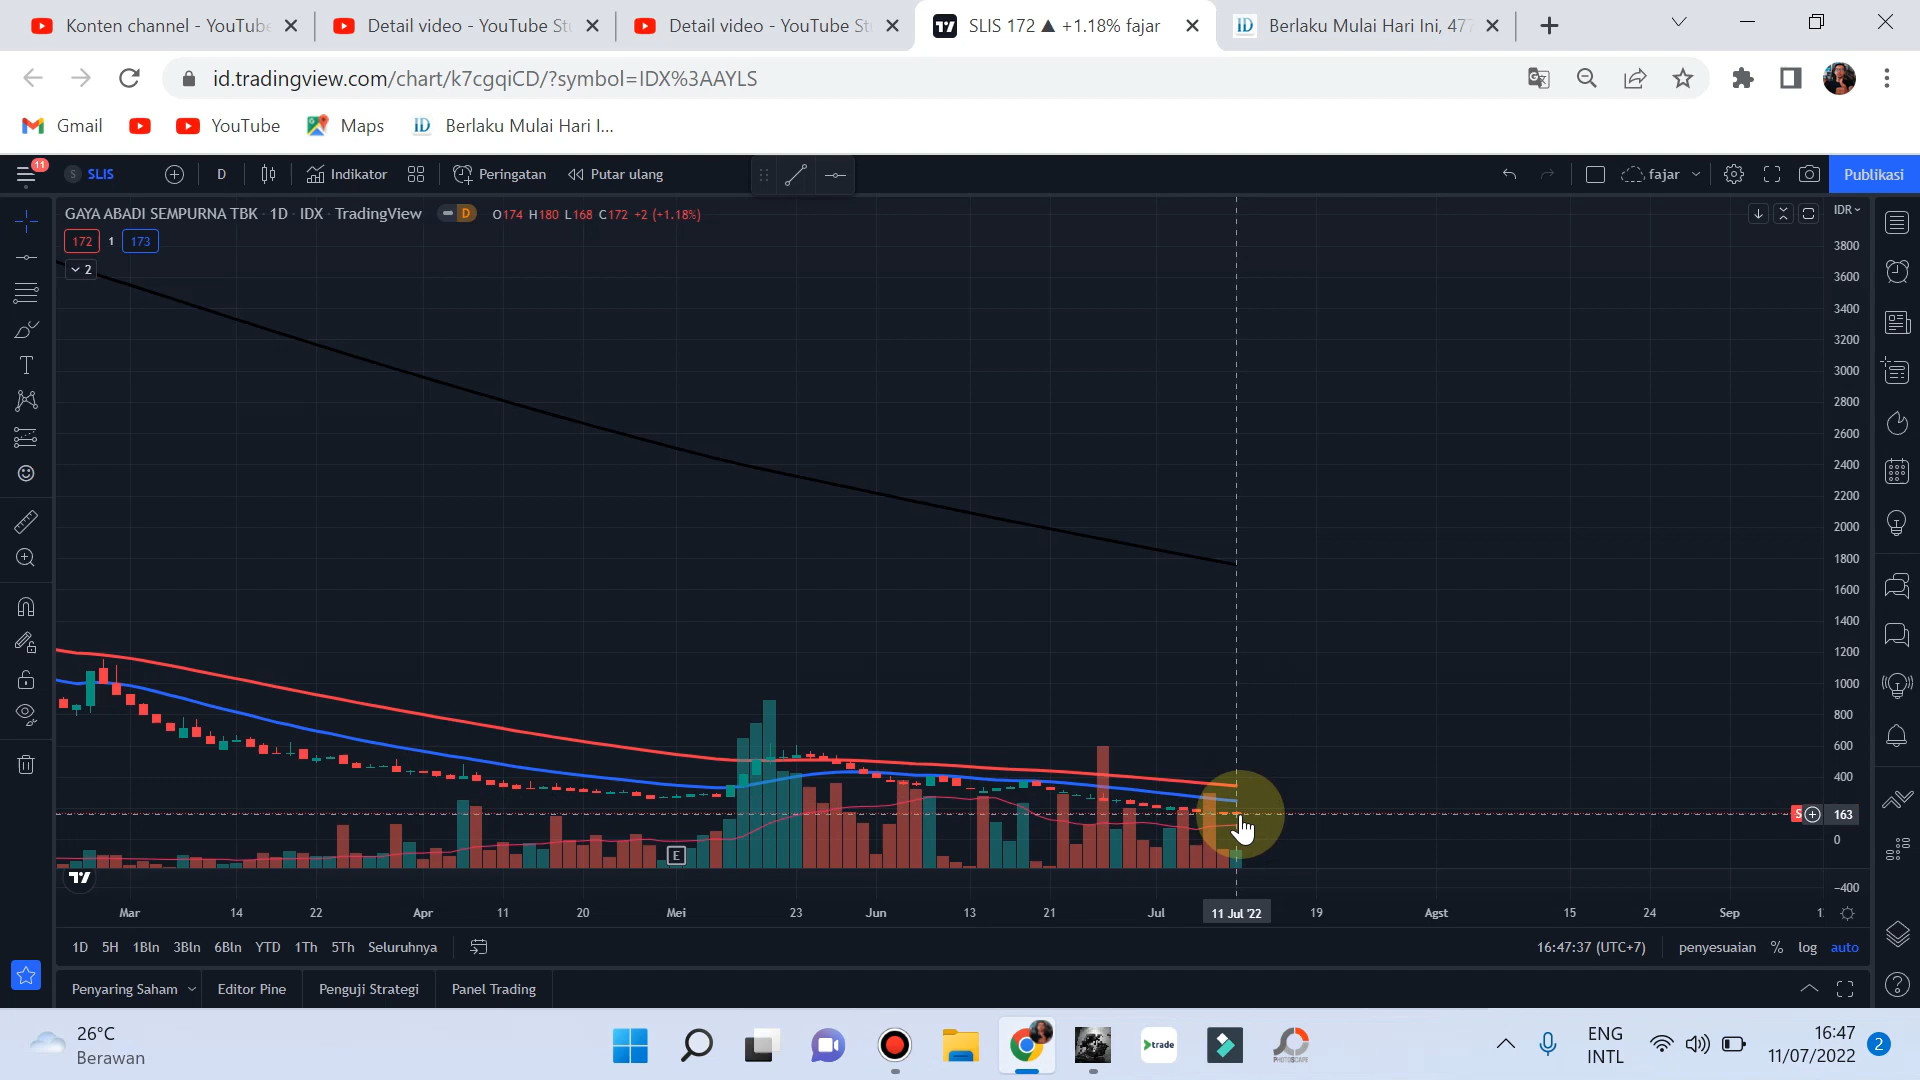 Konten channel - YouTube
Detail video - YouTube Stu
Detail video - YouTube Stu
SLIS 172 ▲ +1.18% fajar
Berlaku Mulai Hari Ini, 477
id.tradingview.com/chart/k7cgqiCD/?symbol=IDX%3AAYLS
Gmail
YouTube
Maps
Berlaku Mulai Hari I...
11
S
SLIS
D
Indikator
Peringatan
Putar ulang
fajar
Publikasi
GAYA ABADI SEMPURNA TBK · 1D · IDX · TradingView
D
O174 H180 L168 C172 +2 (+1.18%)
IDR
172
1
173
2
3800
3600
3400
3200
3000
2800
2600
2400
2200
2000
1800
1600
1400
1200
1000
800
600
400
S
163
0
−400
E
Mar
14
22
Apr
11
20
Mei
23
Jun
13
21
Jul
11 Jul '22
19
Agst
15
24
Sep
1D
5H
1Bln
3Bln
6Bln
YTD
1Th
5Th
Seluruhnya
16:47:37 (UTC+7)
penyesuaian
%
log
auto
Penyaring Saham
Editor Pine
Penguji Strategi
Panel Trading
26°C
Berawan
trade
PHOTOSCAPE
ENG
INTL
16:47
11/07/2022
2